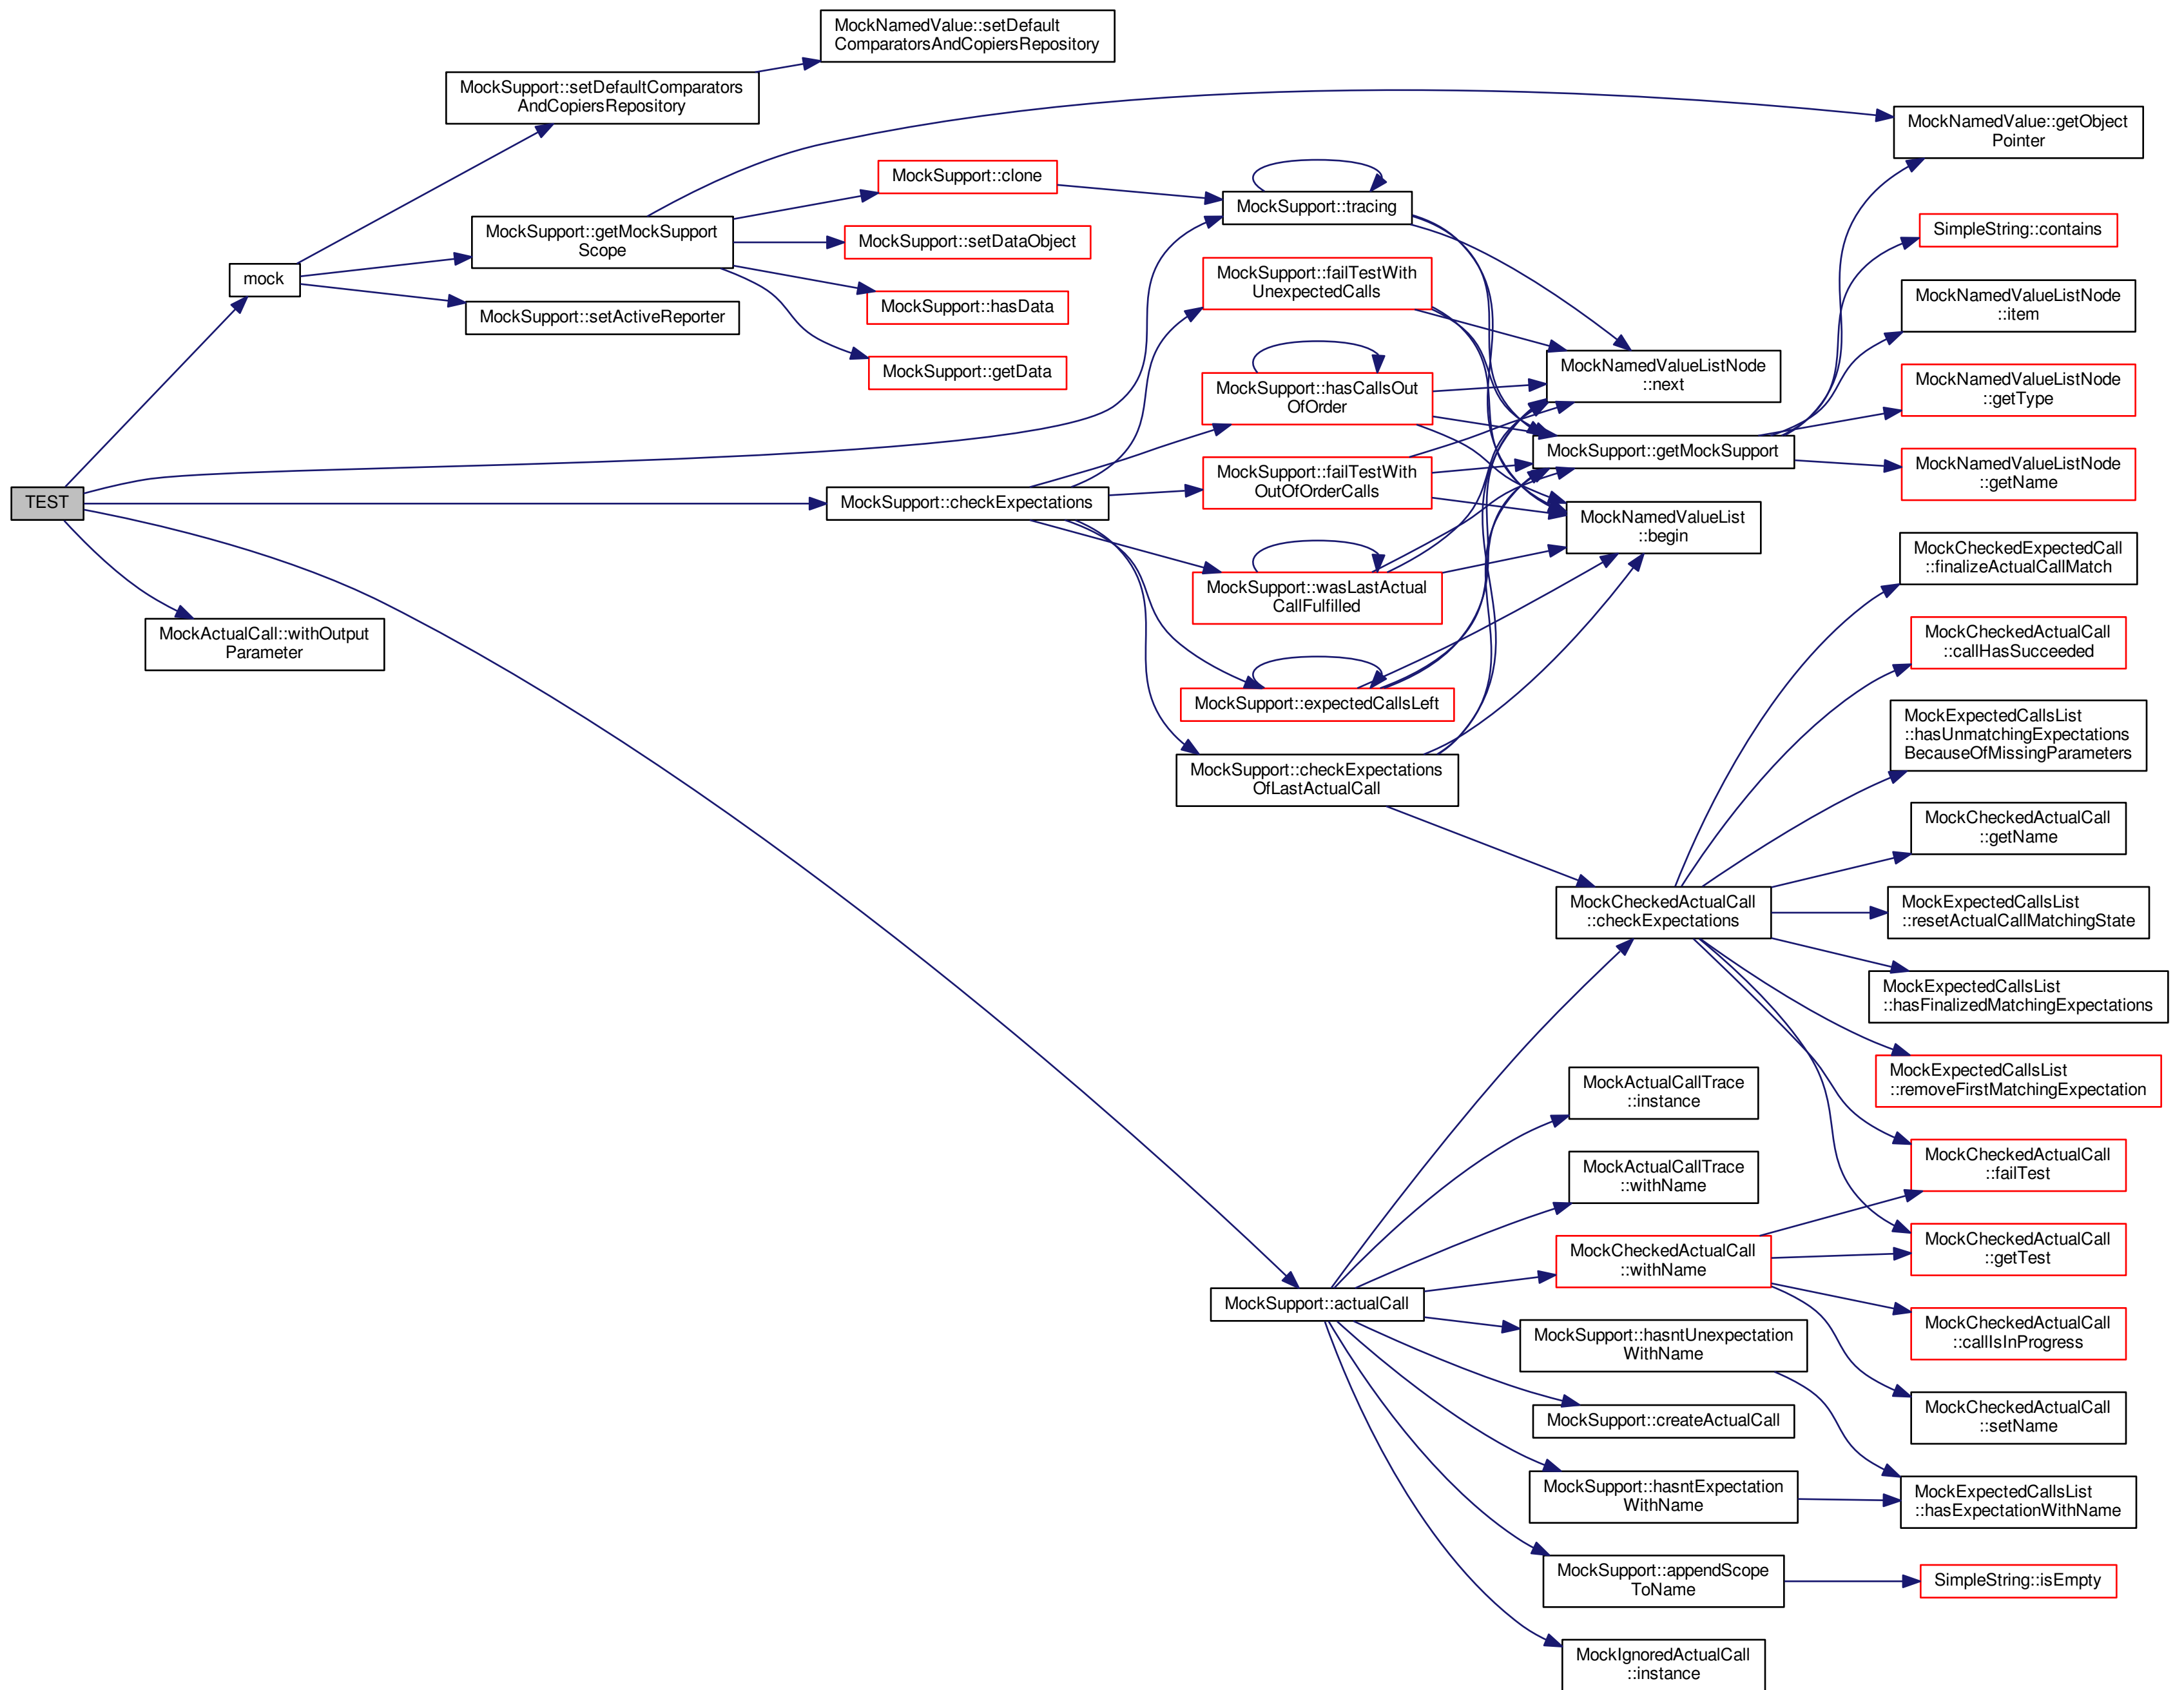 MockNamedValue::setDefault
ComparatorsAndCopiersRepository
MockSupport::setDefaultComparators
AndCopiersRepository
MockNamedValue::getObject
Pointer
MockSupport::clone
MockSupport::tracing
MockSupport::getMockSupport
Scope
MockSupport::setDataObject
SimpleString::contains
mock
MockSupport::failTestWith
UnexpectedCalls
MockSupport::hasData
MockNamedValueListNode
::item
MockSupport::setActiveReporter
MockSupport::getData
MockNamedValueListNode
::next
MockSupport::hasCallsOut
OfOrder
MockNamedValueListNode
::getType
MockSupport::getMockSupport
MockSupport::failTestWith
OutOfOrderCalls
MockNamedValueListNode
::getName
TEST
MockSupport::checkExpectations
MockNamedValueList
::begin
MockCheckedExpectedCall
::finalizeActualCallMatch
MockSupport::wasLastActual
CallFulfilled
MockActualCall::withOutput
Parameter
MockCheckedActualCall
::callHasSucceeded
MockSupport::expectedCallsLeft
MockExpectedCallsList
::hasUnmatchingExpectations
BecauseOfMissingParameters
MockSupport::checkExpectations
OfLastActualCall
MockCheckedActualCall
::getName
MockCheckedActualCall
::checkExpectations
MockExpectedCallsList
::resetActualCallMatchingState
MockExpectedCallsList
::hasFinalizedMatchingExpectations
MockExpectedCallsList
::removeFirstMatchingExpectation
MockActualCallTrace
::instance
MockCheckedActualCall
::failTest
MockActualCallTrace
::withName
MockCheckedActualCall
::getTest
MockCheckedActualCall
::withName
MockSupport::actualCall
MockCheckedActualCall
::callIsInProgress
MockSupport::hasntUnexpectation
WithName
MockCheckedActualCall
::setName
MockSupport::createActualCall
MockSupport::hasntExpectation
WithName
MockExpectedCallsList
::hasExpectationWithName
MockSupport::appendScope
ToName
SimpleString::isEmpty
MockIgnoredActualCall
::instance